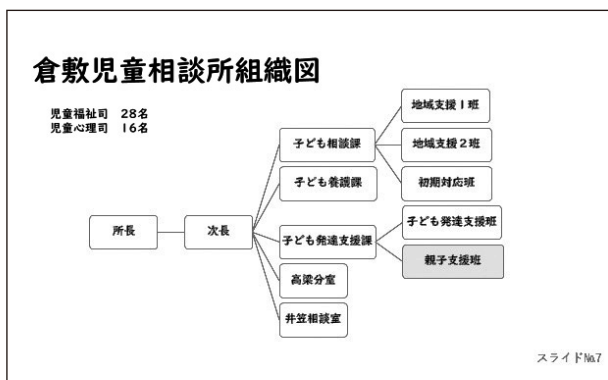 倉敷児童相談所組織図
児童福祉司 28名
児童心理司 16名
地域支援1班
子ども相談課
地域支援2班
子ども養護課
初期対応班
所長
次長
子ども発達支援班
子ども発達支援課
親子支援班
高梁分室
井笠相談室
スライド№7